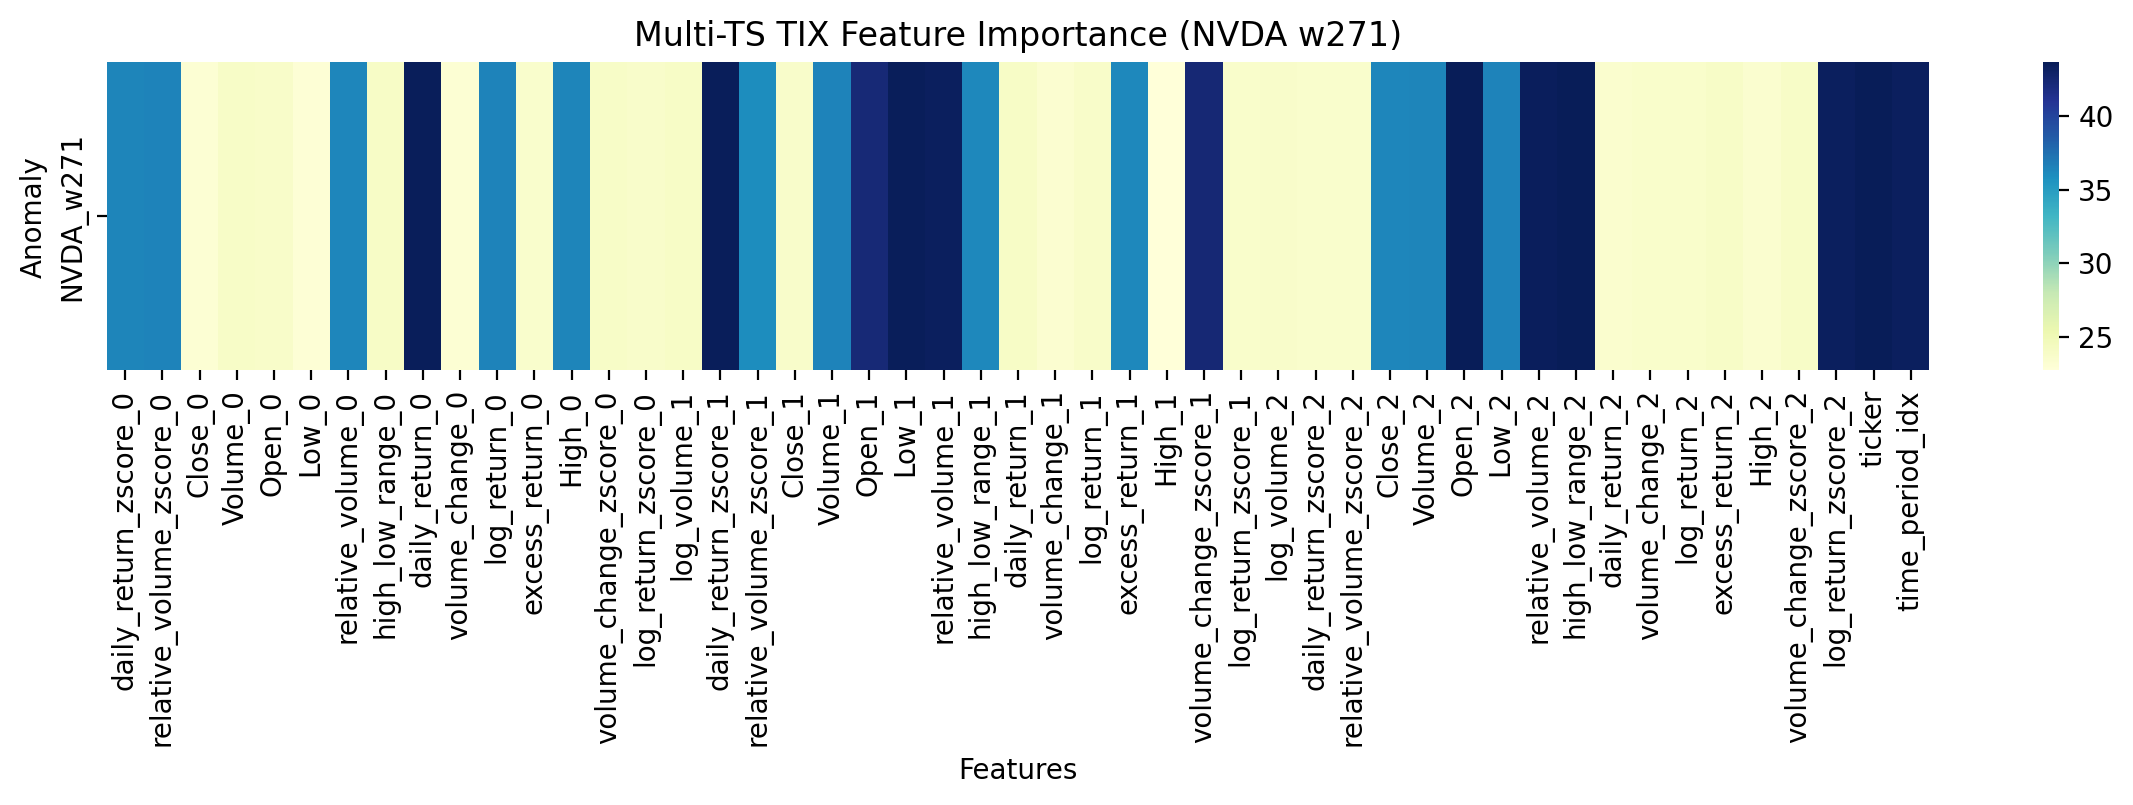 Multi-TS TIX Feature Importance (NVDA w271)
Anomaly
NVDA_w271
40
35
30
25
daily_return_zscore_0
relative_volume_zscore_0
Close_0
Volume_0
Open_0
Low_0
relative_volume_0
high_low_range_0
daily_return_0
volume_change_0
log_return_0
excess_return_0
High_0
volume_change_zscore_0
log_return_zscore_0
log_volume_1
daily_return_zscore_1
relative_volume_zscore_1
Close_1
Volume_1
Open_1
Low_1
relative_volume_1
high_low_range_1
daily_return_1
volume_change_1
log_return_1
excess_return_1
High_1
volume_change_zscore_1
log_return_zscore_1
log_volume_2
daily_return_zscore_2
relative_volume_zscore_2
Close_2
Volume_2
Open_2
Low_2
relative_volume_2
high_low_range_2
daily_return_2
volume_change_2
log_return_2
excess_return_2
High_2
volume_change_zscore_2
log_return_zscore_2
ticker
time_period_idx
Features